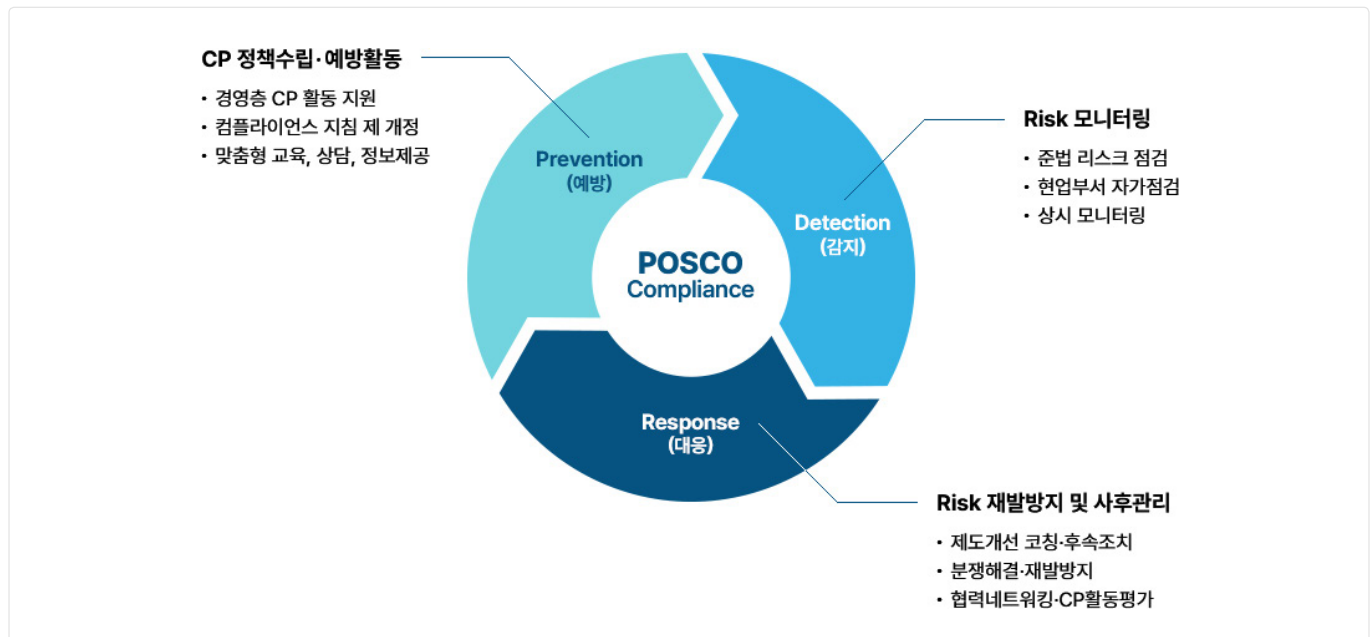 CP 정책수립·예방활동
• 경영층 CP 활동 지원
• 컴플라이언스 지침 제 개정
• 맞춤형 교육, 상담, 정보제공
Prevention
(예방)
Risk 모니터링
• 준법 리스크 점검
• 현업부서 자가점검
• 상시 모니터링
Detection
(감지)
POSCO
Compliance
Response
(대응)
Risk 재발방지 및 사후관리
• 제도개선 코칭·후속조치
• 분쟁해결·재발방지
• 협력네트워킹·CP활동평가